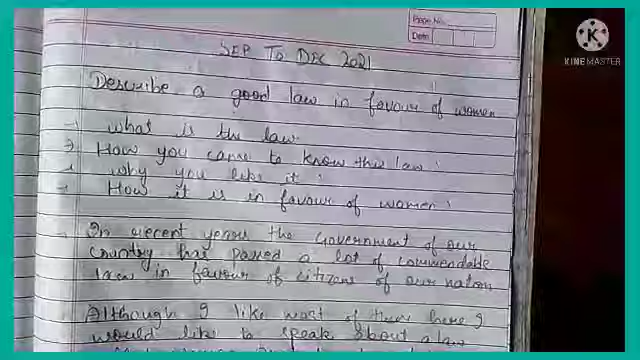 Page No.
Date
K
KINEMASTER
SEP TO DEC 2021
Describe a good law in favour of women
- what is the law
→ How you came to know this law:
- why you like it:
- How it is in favour of women:
- In recent years the Government of our
country has passed a lot of commendable
laws in favour of citizens of our nation
Although I like most of them here I
would like to speak about a law